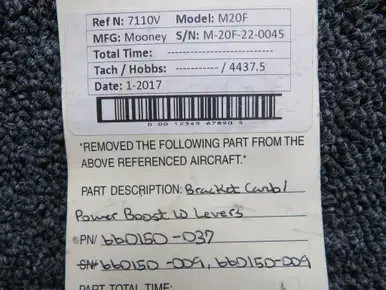 Ref N: 7110V Model: M20F
MFG: Mooney S/N: M-20F-22-0045
Total Time: --------------------
Tach / Hobbs: ---------- / 4437.5
Date: 1-2017
0 00 12345 67890 5
*REMOVED THE FOLLOWING PART FROM THE
ABOVE REFERENCED AIRCRAFT.*
PART DESCRIPTION: Bracket
Power Boost W Levers
PN/ 660150-037
SN# 660150-009, 660150-009
PART TOTAL TIME: